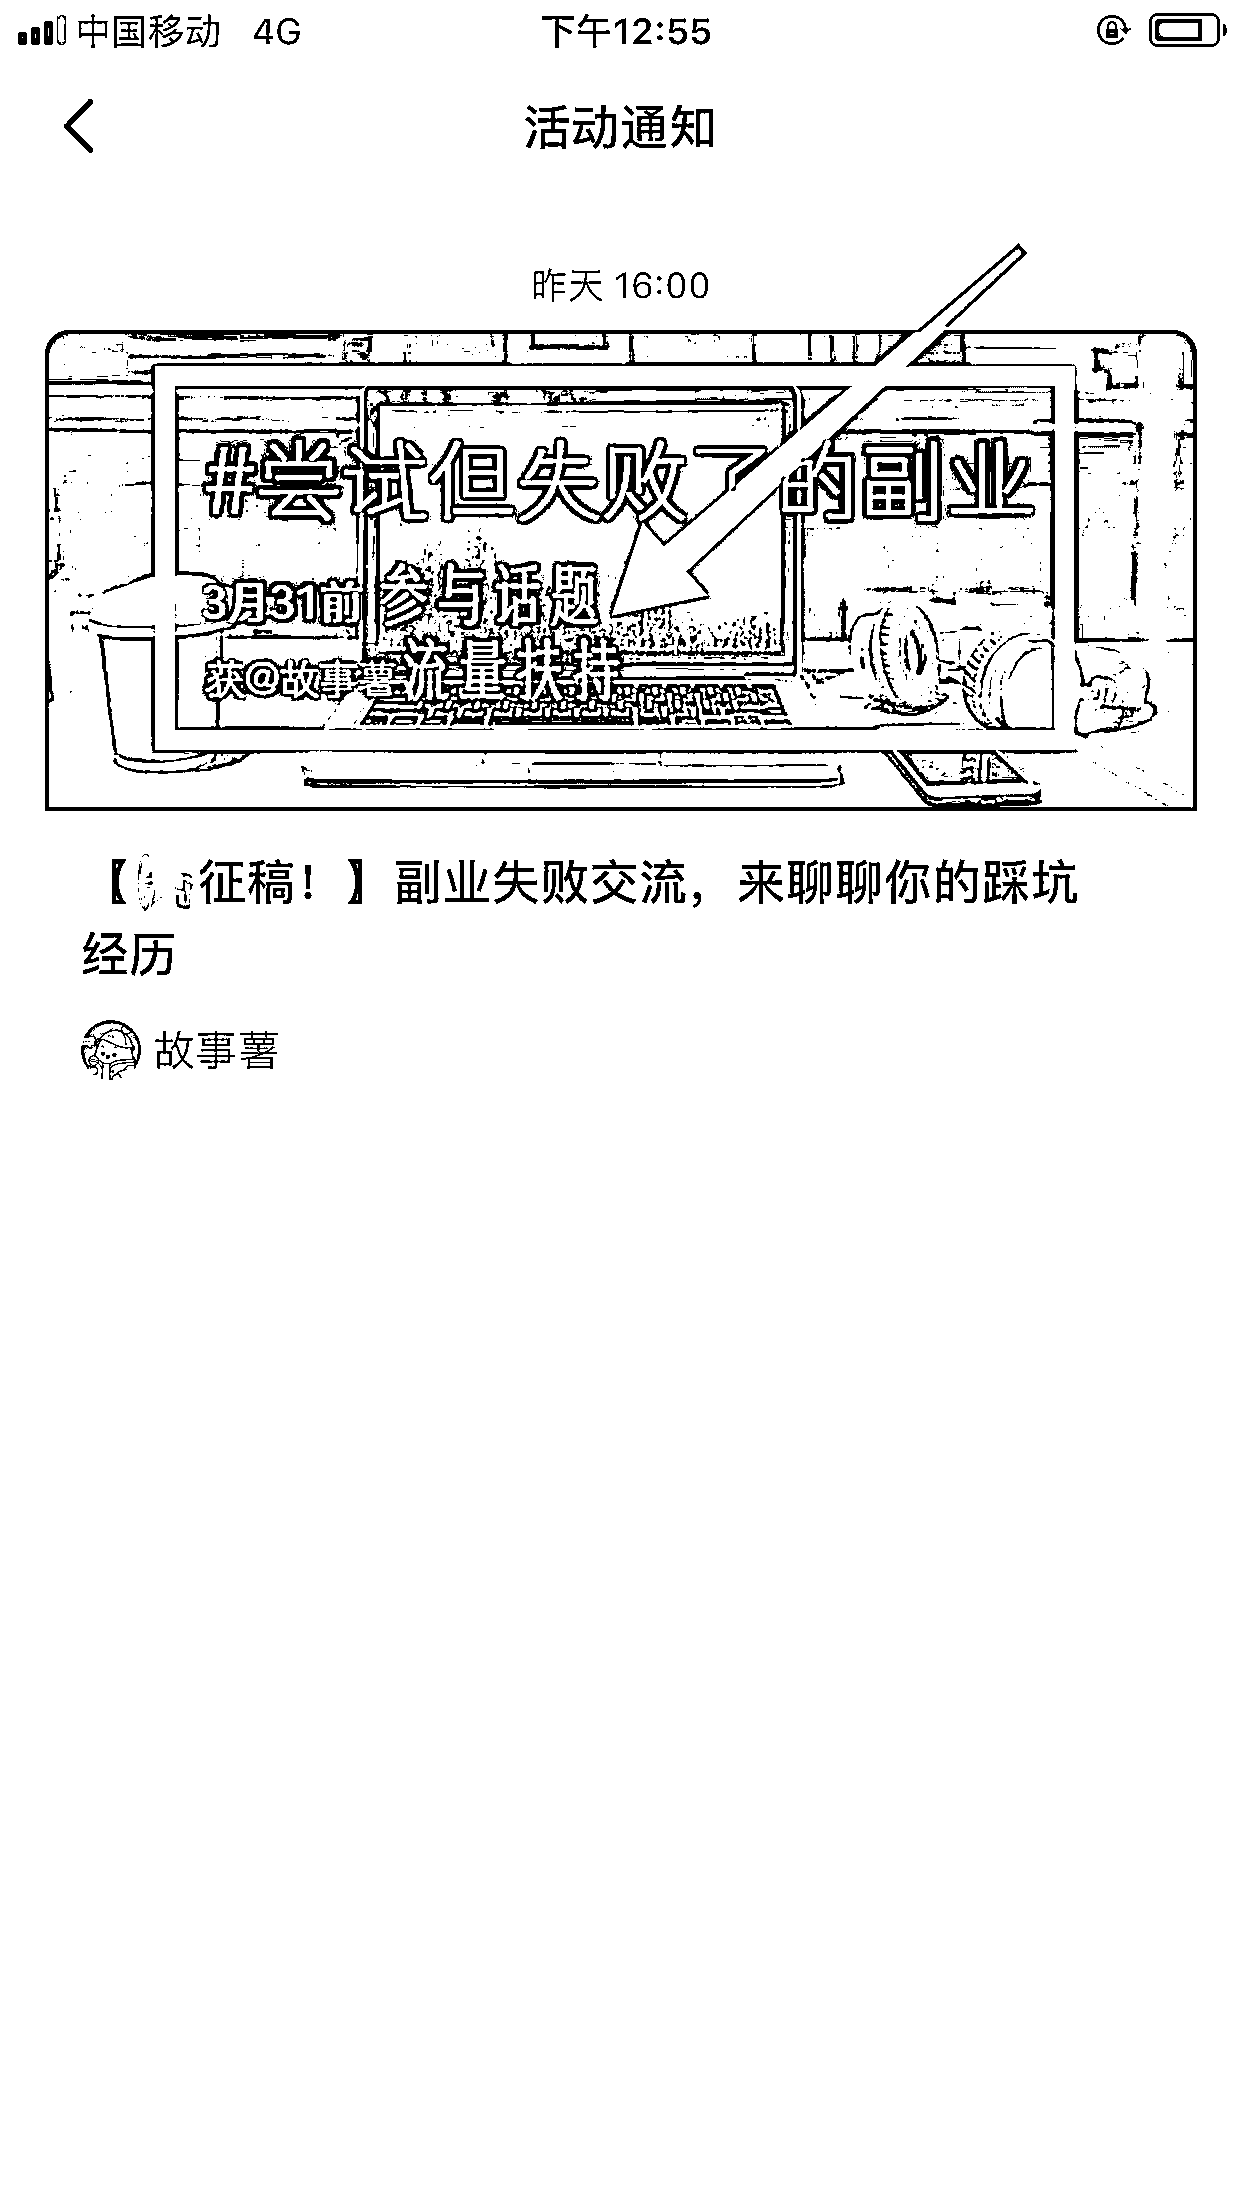 中国移动 4G 下午12:55
活动通知
昨天 16:00
#尝试但失败了的副业
3月31前 参与话题
获@故事薯 流量扶持
【征稿！】副业失败交流，来聊聊你的踩坑
经历
故事薯